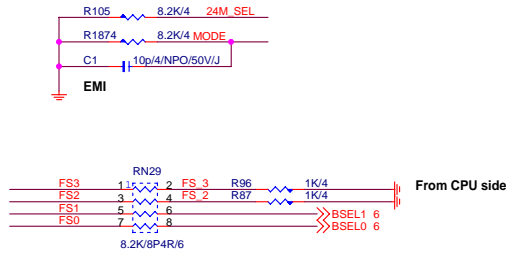 R105 8.2K/4 24M_SEL
R1874 8.2K/4 MODE
C1 10p/4/NPO/50V/J
EMI
RN29
FS3 1 1 2 FS_3 R96 1K/4 From CPU side
FS2 3 4 FS_2 R87 1K/4
FS1 5 6 BSEL1 6
FS0 7 8 BSEL0 6
8.2K/8P4R/6